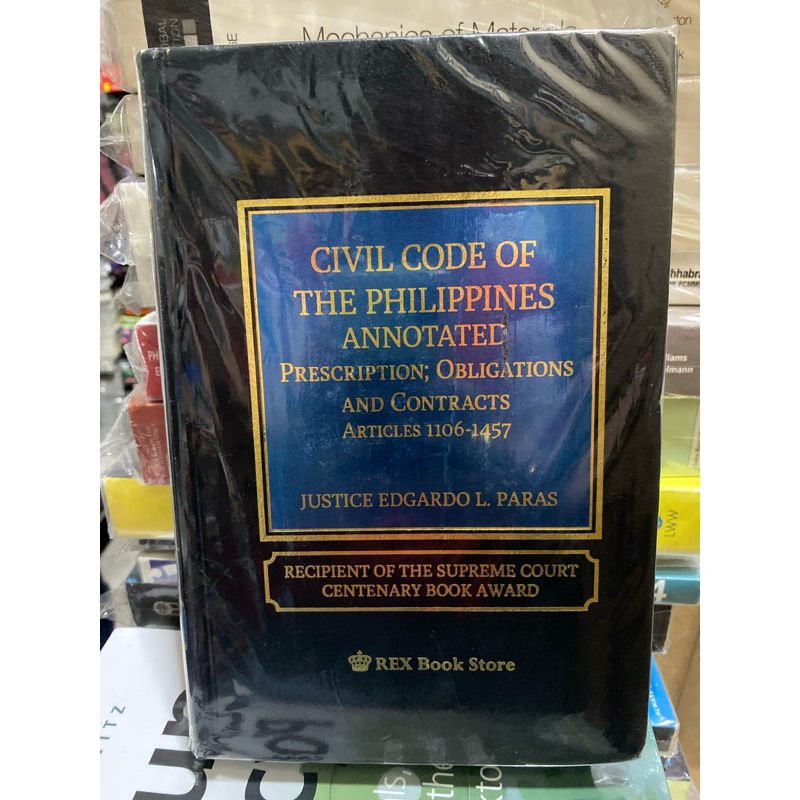 Mechanics of Materials
CIVIL CODE OF
THE PHILIPPINES
ANNOTATED
PRESCRIPTION; OBLIGATIONS
AND CONTRACTS
ARTICLES 1106-1457
JUSTICE EDGARDO L. PARAS
RECIPIENT OF THE SUPREME COURT
CENTENARY BOOK AWARD
REX Book Store
LWW